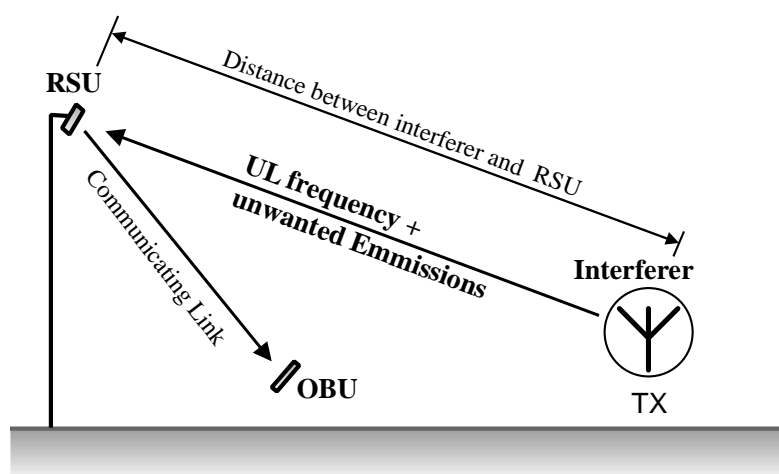 RSU
Distance between interferer and RSU
UL frequency +
unwanted Emmissions
Communicating Link
Interferer
OBU
TX